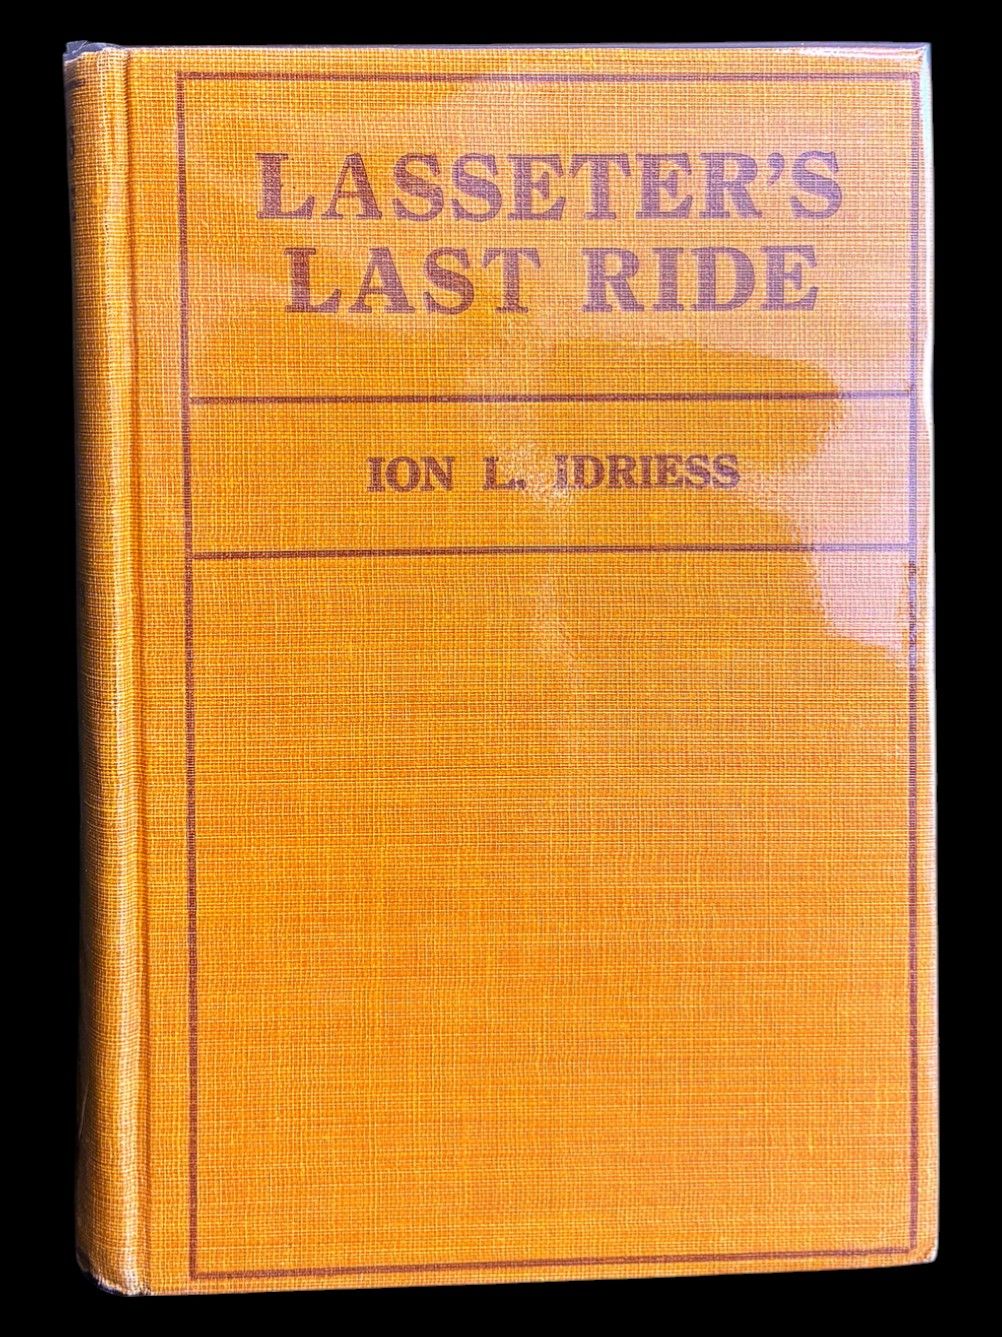 LASSETER'S
LAST RIDE
ION L. IDRIESS